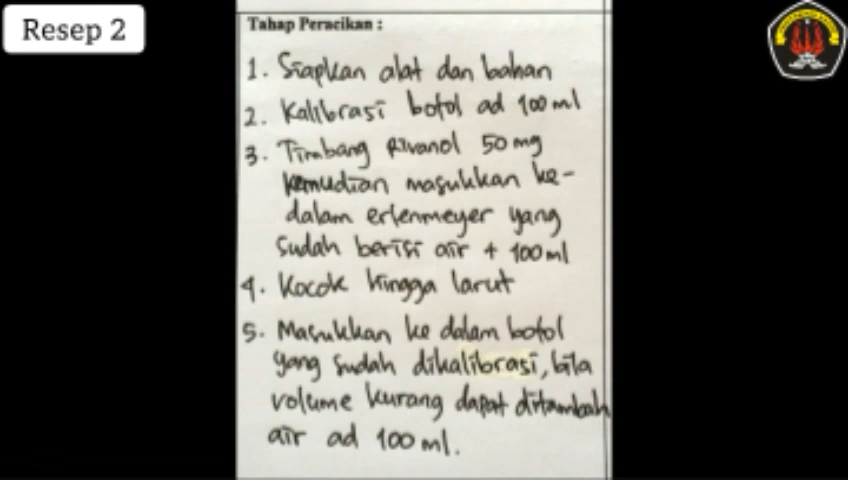 Resep 2
Tahap Peracikan :
1. Siapkan alat dan bahan
2. Kalibrasi botol ad 100 ml
3. Timbang Rivanol 50 mg
kemudian masukkan ke-
dalam erlenmeyer yang
sudah berisi air + 100 ml
4. Kocok hingga larut
5. Masukkan ke dalam botol
yang sudah dikalibrasi, bila
volume kurang dapat ditambah
air ad 100 ml.